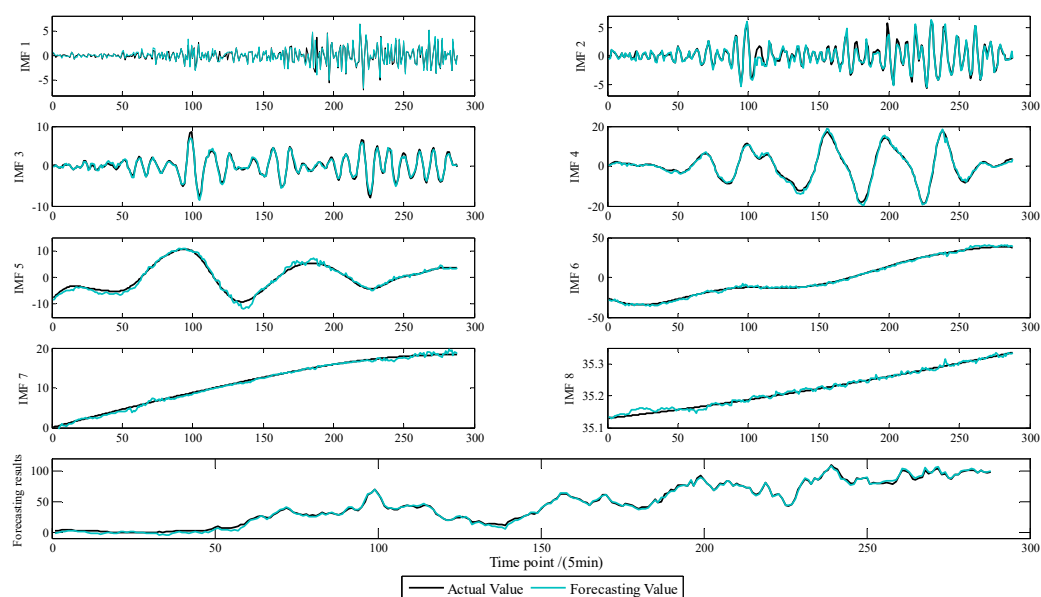 5
0
-5
IMF 1
0 50 100 150 200 250 300
5
0
-5
IMF 2
0 50 100 150 200 250 300
10
0
-10
IMF 3
0 50 100 150 200 250 300
20
0
-20
IMF 4
0 50 100 150 200 250 300
10
0
-10
IMF 5
0 50 100 150 200 250 300
50
0
-50
IMF 6
0 50 100 150 200 250 300
20
10
0
IMF 7
0 50 100 150 200 250 300
35.3
35.2
35.1
IMF 8
0 50 100 150 200 250 300
100
50
0
Forecasting results
0 50 100 150 200 250 300
Time point /(5min)
Actual Value Forecasting Value